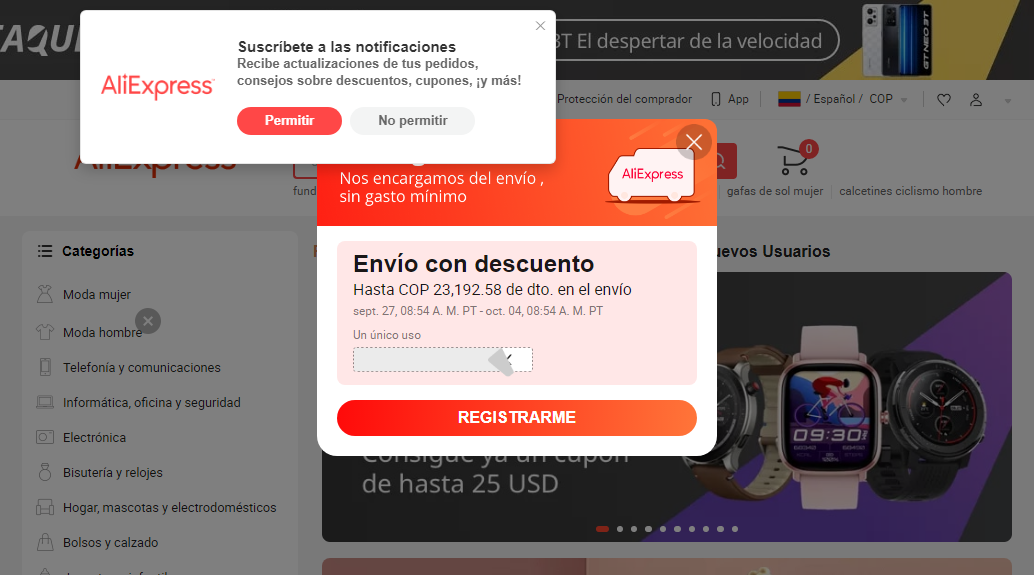 Suscríbete a las notificaciones
Recibe actualizaciones de tus pedidos,
consejos sobre descuentos, cupones, ¡y más!
AliExpress
Permitir
No permitir
El despertar de la velocidad
GT NEO 3T
Protección del comprador
App
/ Español / COP
0
gafas de sol mujer
calcetines ciclismo hombre
Nos encargamos del envío ,
sin gasto mínimo
AliExpress
Envío con descuento
Hasta COP 23,192.58 de dto. en el envío
sept. 27, 08:54 A. M. PT - oct. 04, 08:54 A. M. PT
Un único uso
REGISTRARME
Categorías
Moda mujer
Moda hombre
Telefonía y comunicaciones
Informática, oficina y seguridad
Electrónica
Bisutería y relojes
Hogar, mascotas y electrodomésticos
Bolsos y calzado
Usuarios
Consigue ya un cupón
de hasta 25 USD
09:30